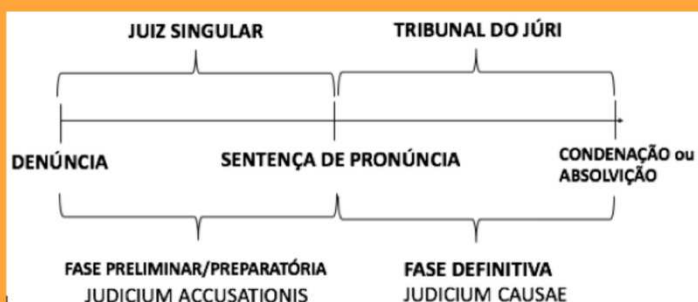 JUIZ SINGULAR
TRIBUNAL DO JÚRI
DENÚNCIA
SENTENÇA DE PRONÚNCIA
CONDENAÇÃO ou
ABSOLVIÇÃO
FASE PRELIMINAR/PREPARATÓRIA
JUDICIUM ACCUSATIONIS
FASE DEFINITIVA
JUDICIUM CAUSAE